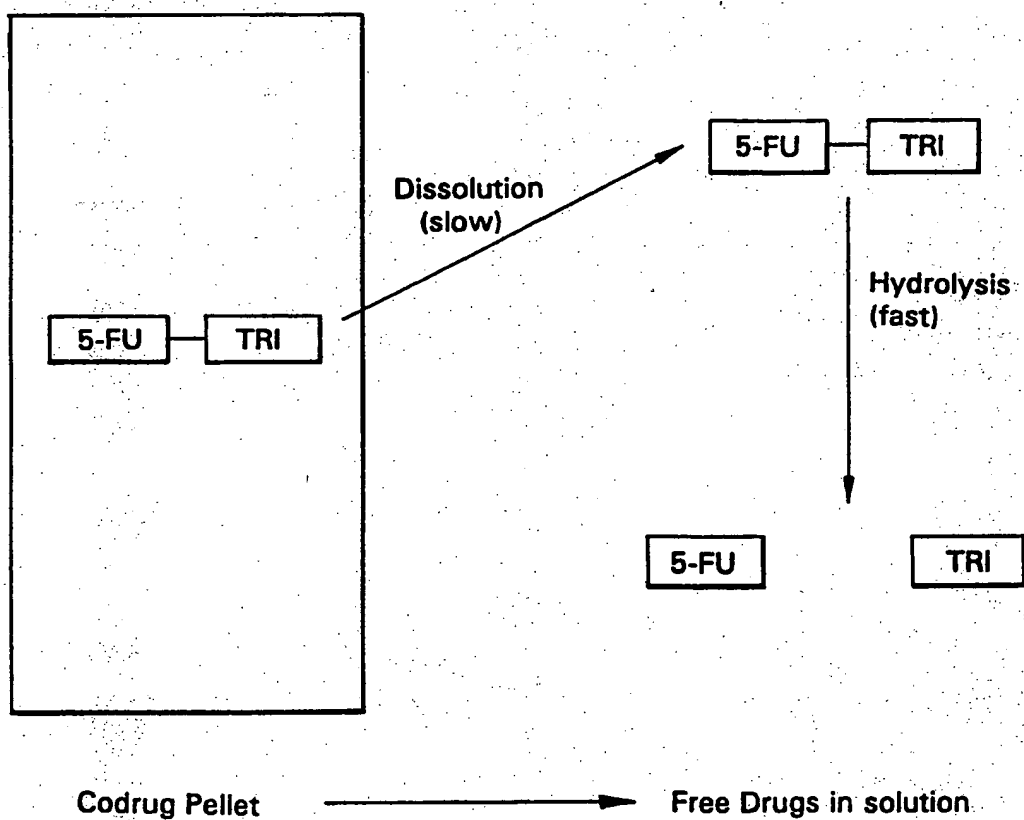 5-FU TRI
Dissolution
(slow)
Hydrolysis
(fast)
5-FU TRI
5-FU TRI
Codrug Pellet Free Drugs in solution